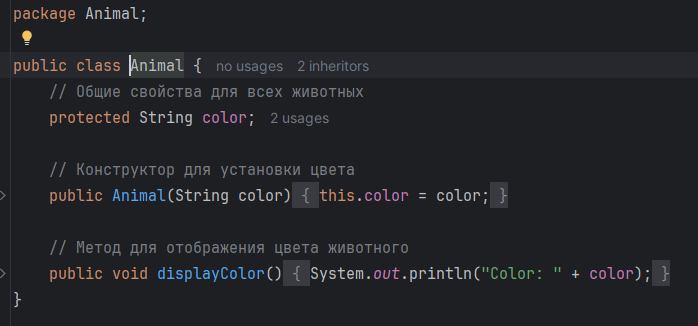 package Animal;
public class Animal { no usages 2 inheritors
// Общие свойства для всех животных
protected String color; 2 usages
// Конструктор для установки цвета
public Animal(String color) { this.color = color; }
// Метод для отображения цвета животного
public void displayColor() { System.out.println("Color: " + color); }
}